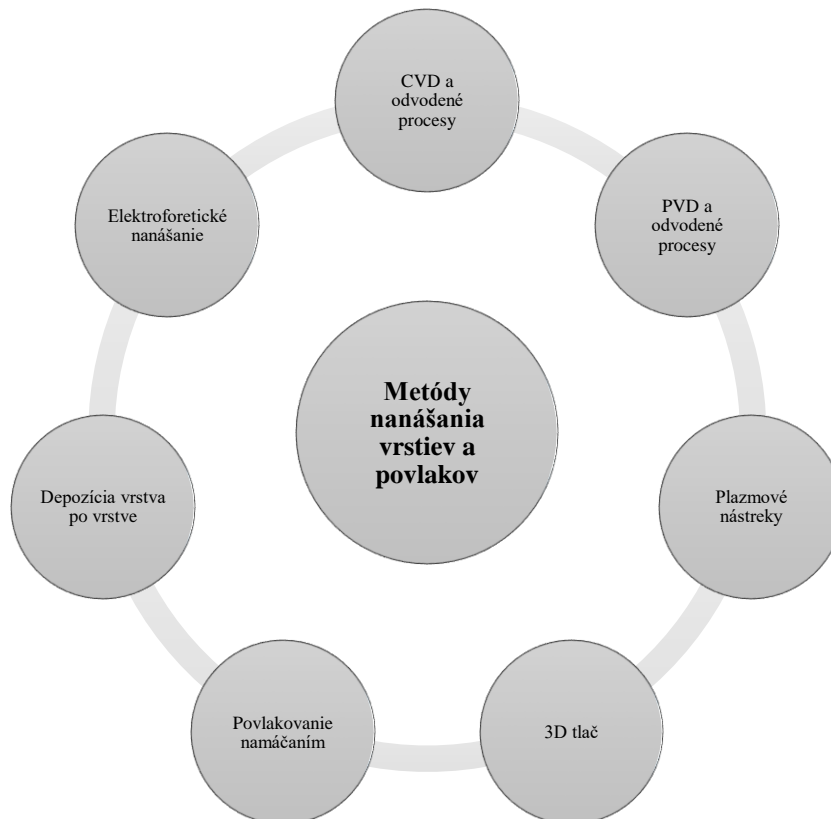 CVD a
odvodené
procesy
PVD a
odvodené
procesy
Plazmové
nástreky
3D tlač
Povlakovanie
namáčaním
Depozícia vrstva
po vrstve
Elektroforetické
nanášanie
Metódy
nanášania
vrstiev a
povlakov